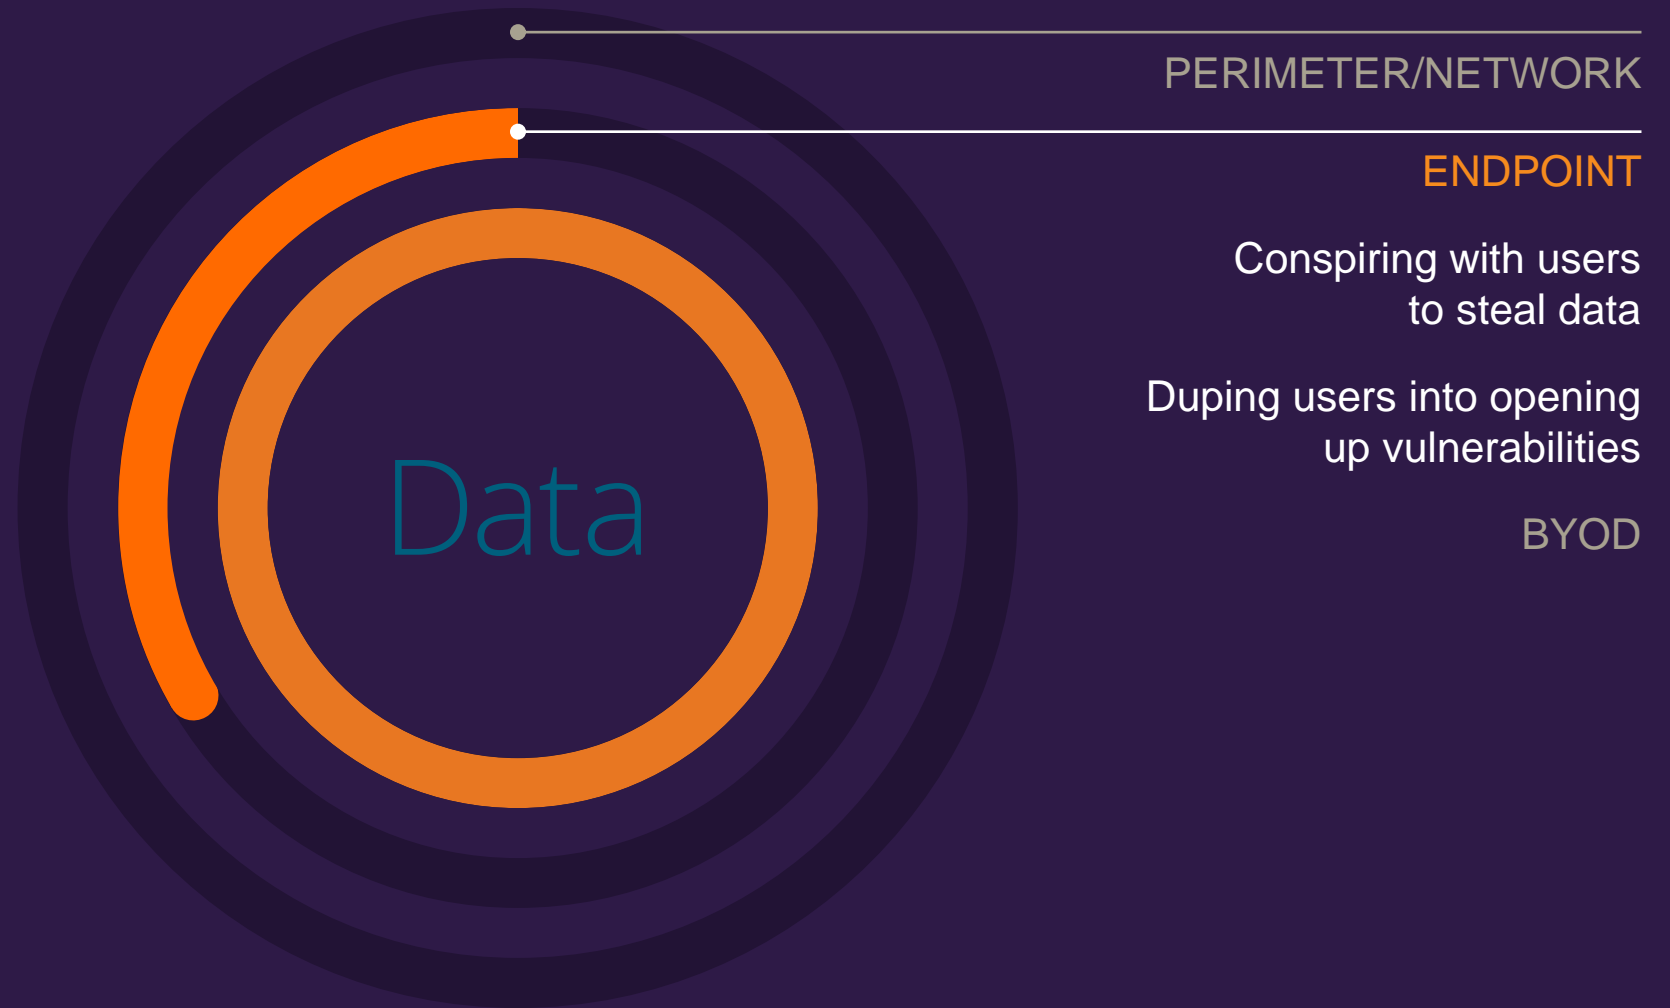 PERIMETER/NETWORK
ENDPOINT
Conspiring with users
to steal data
Duping users into opening
up vulnerabilities
BYOD
Data